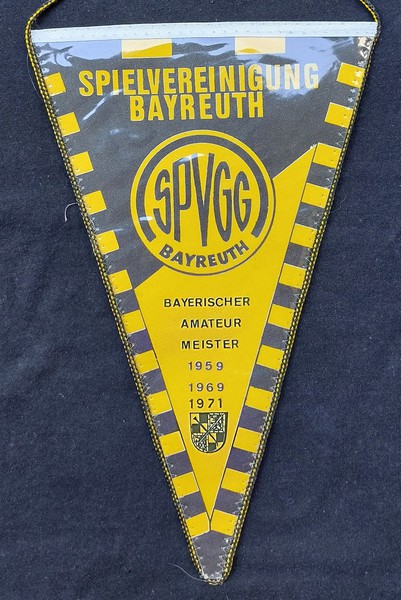 SPIELVEREINIGUNG
BAYREUTH
SPVGG
BAYREUTH
BAYERISCHER
AMATEUR
MEISTER
1959
1969
1971